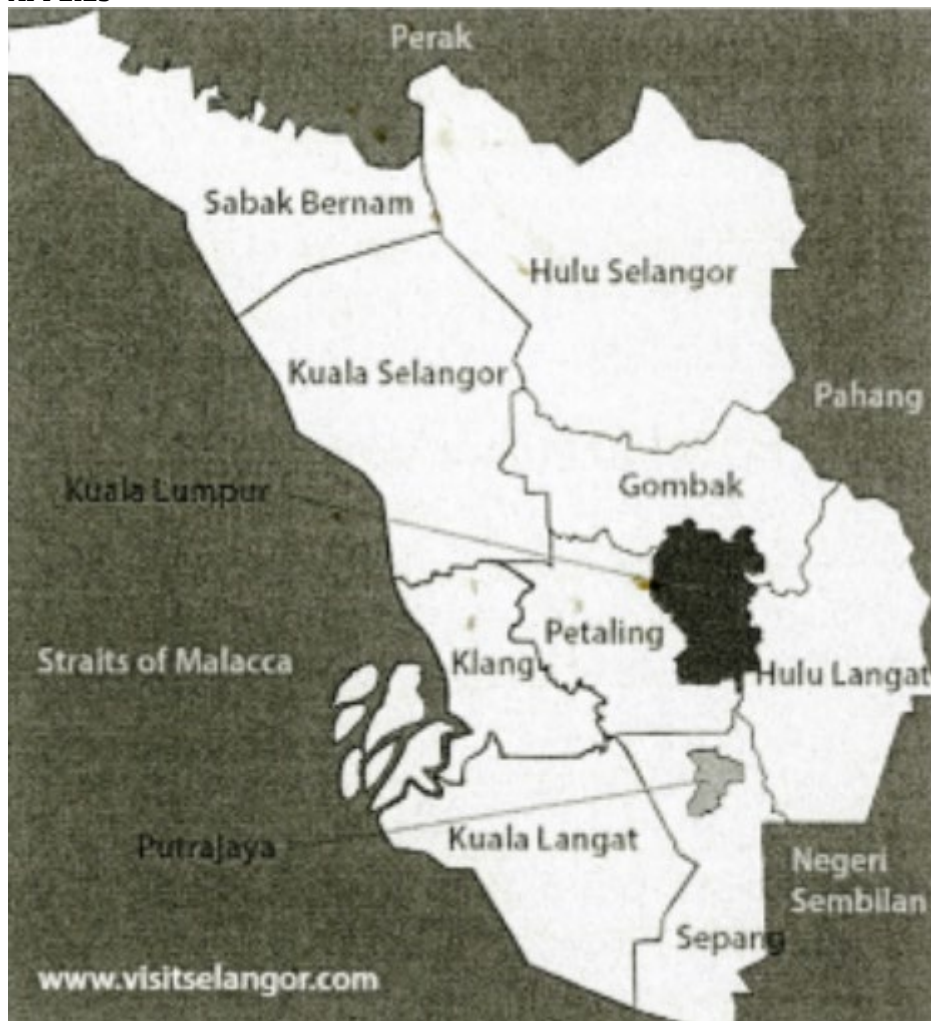 Perak
Sabak Bernam
Hulu Selangor
Kuala Selangor
Pahang
Gombak
Kuala Lumpur
Petaling
Straits of Malacca
Klang
Hulu Langat
Putrajaya
Kuala Langat
Negeri
Sembilan
Sepang
www.visitselangor.com